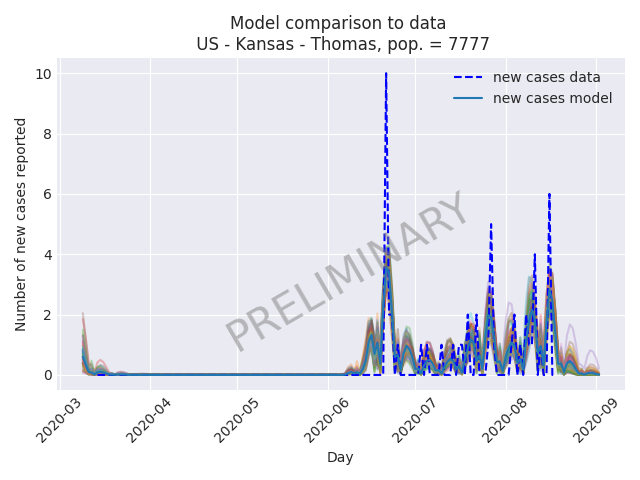 Model comparison to data
US - Kansas - Thomas, pop. = 7777
Number of new cases reported
10
8
6
4
2
0
new cases data
new cases model
PRELIMINARY
2020-03
2020-04
2020-05
2020-06
2020-07
2020-08
2020-09
Day